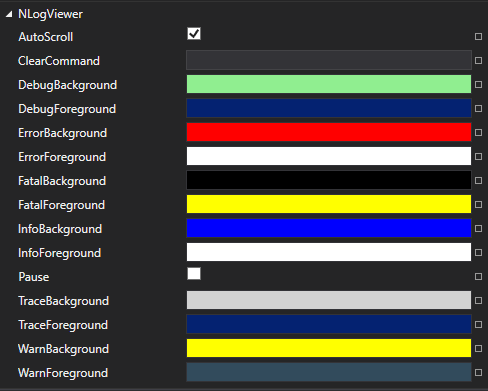 NLogViewer
AutoScroll
ClearCommand
DebugBackground
DebugForeground
ErrorBackground
ErrorForeground
FatalBackground
FatalForeground
InfoBackground
InfoForeground
Pause
TraceBackground
TraceForeground
WarnBackground
WarnForeground